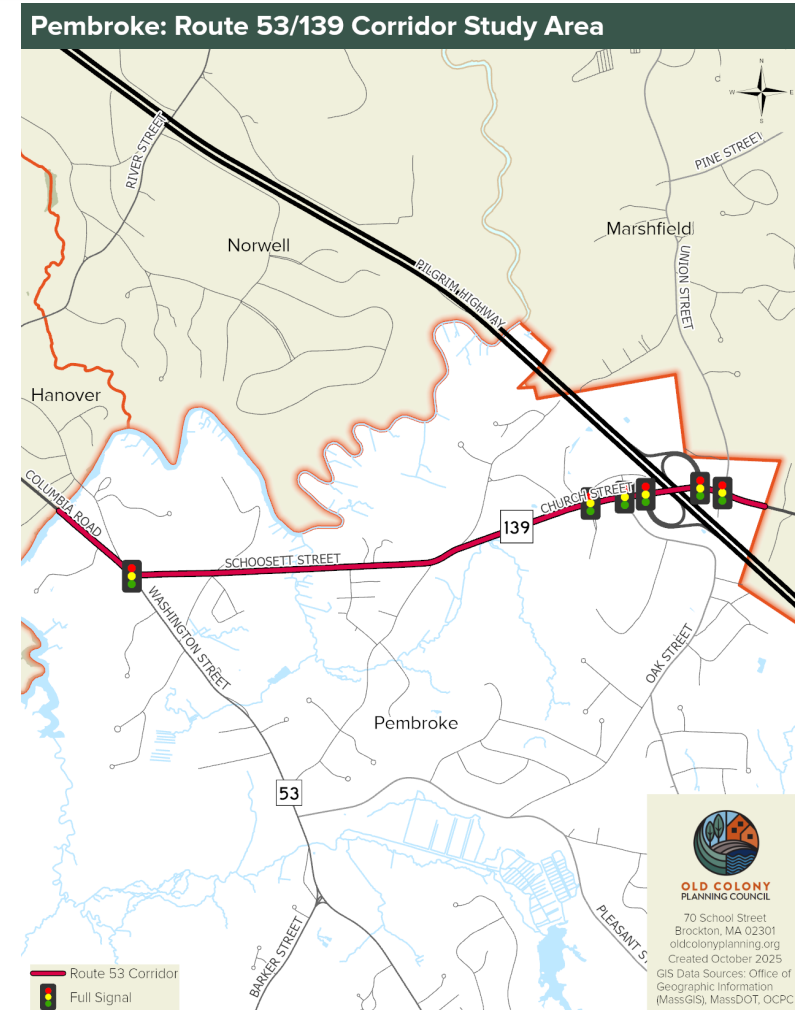 Pembroke: Route 53/139 Corridor Study Area
N
W
E
S
RIVER STREET
PINE STREET
Marshfield
Norwell
UNION STREET
PILGRIM HIGHWAY
Hanover
COLUMBIA ROAD
CHURCH STREET
139
SCHOOSETT STREET
WASHINGTON STREET
OAK STREET
Pembroke
53
BARKER STREET
PLEASANT ST
OLD COLONY
PLANNING COUNCIL
70 School Street
Brockton, MA 02301
oldcolonyplanning.org
Created October 2025
GIS Data Sources: Office of
Geographic Information
(MassGIS), MassDOT, OCPC
Route 53 Corridor
Full Signal